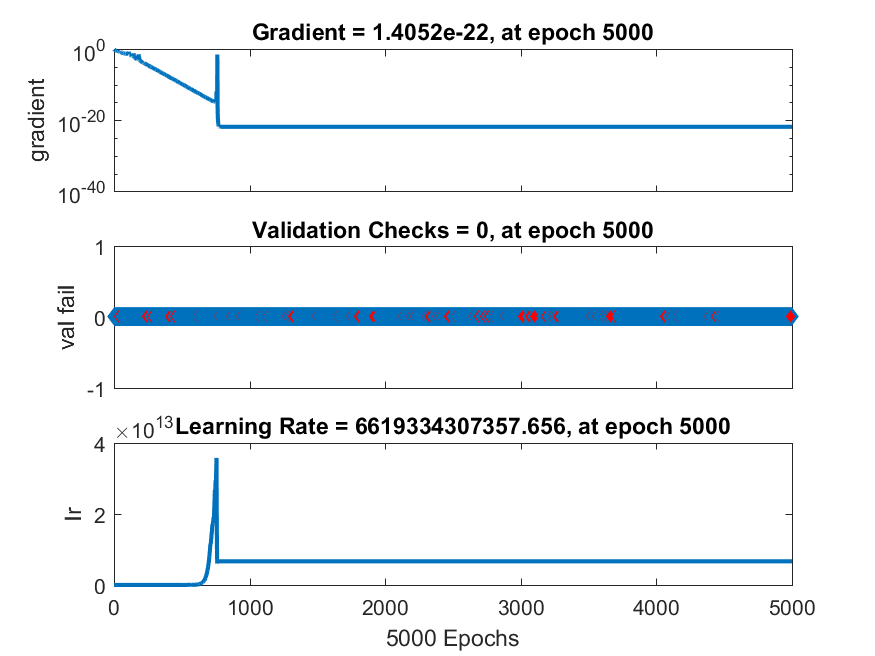 Gradient = 1.4052e-22, at epoch 5000
10^0
10^-20
10^-40
gradient
Validation Checks = 0, at epoch 5000
1
0
-1
val fail
×10^13 Learning Rate = 6619334307357.656, at epoch 5000
4
2
0
lr
0 1000 2000 3000 4000 5000
5000 Epochs